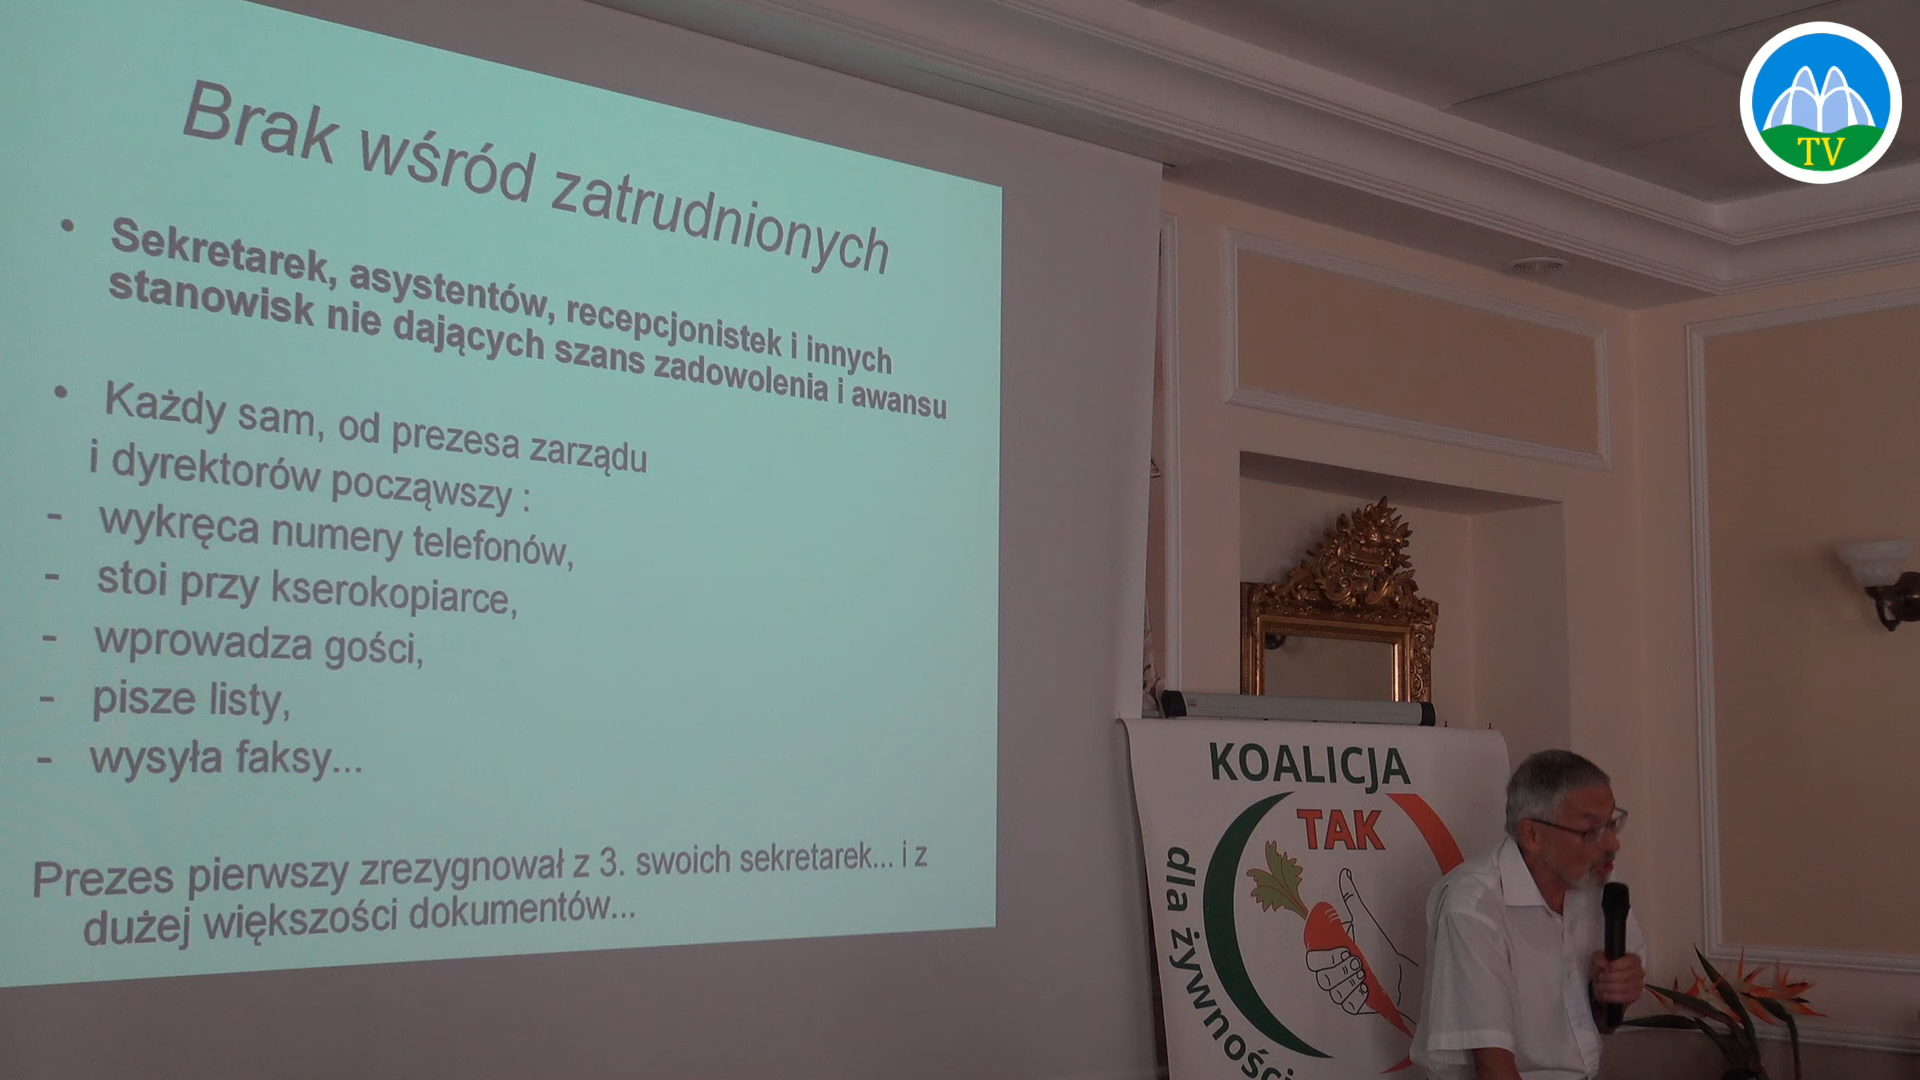 Brak wśród zatrudnionych
• Sekretarek, asystentów, recepcjonistek i innych
stanowisk nie dających szans zadowolenia i awansu
• Każdy sam, od prezesa zarządu
i dyrektorów począwszy :
- wykręca numery telefonów,
- stoi przy kserokopiarce,
- wprowadza gości,
- pisze listy,
- wysyła faksy...
Prezes pierwszy zrezygnował z 3. swoich sekretarek... i z
dużej większości dokumentów...
TV
KOALICJA
TAK
dla żywności